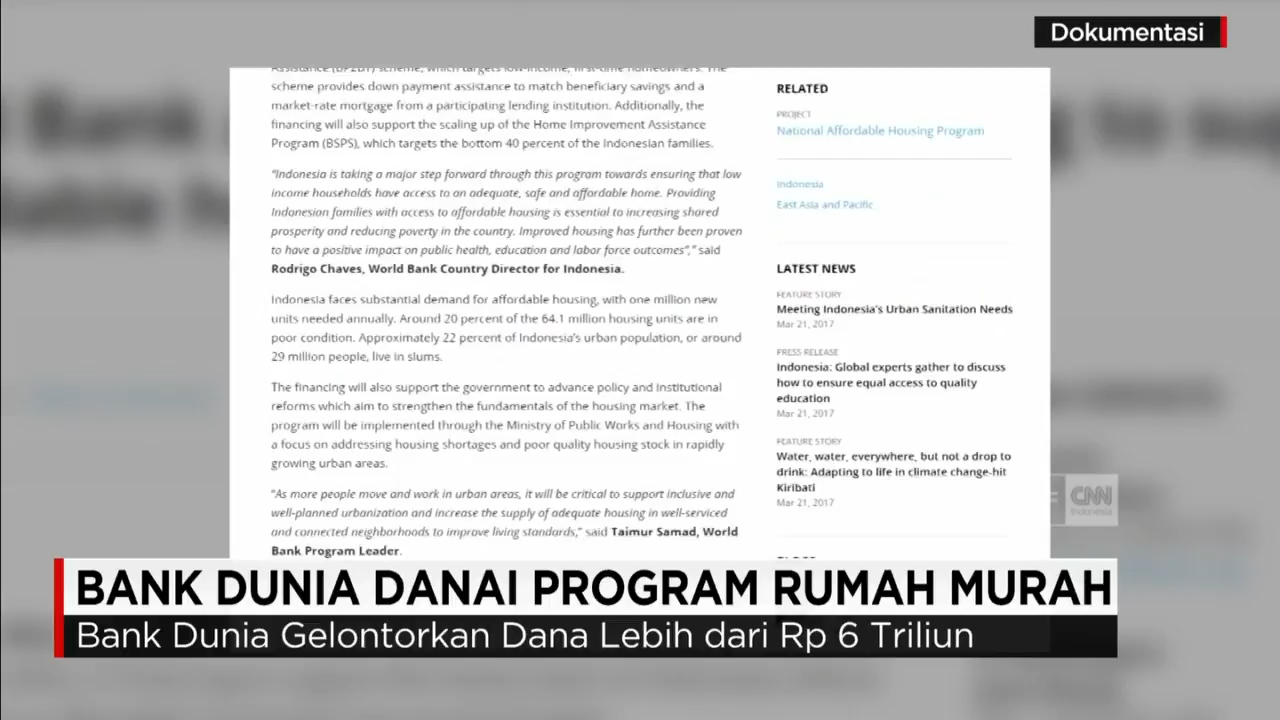 Dokumentasi
Assistance (BP2BT) scheme, which targets low-income, first-time homeowners. The
scheme provides down payment assistance to match beneficiary savings and a
market-rate mortgage from a participating lending institution. Additionally, the
financing will also support the scaling up of the Home Improvement Assistance
Program (BSPS), which targets the bottom 40 percent of the Indonesian families.
“Indonesia is taking a major step forward through this program towards ensuring that low
income households have access to an adequate, safe and affordable home. Providing
Indonesian families with access to affordable housing is essential to increasing shared
prosperity and reducing poverty in the country. Improved housing has further been proven
to have a positive impact on public health, education and labor force outcomes”,” said
Rodrigo Chaves, World Bank Country Director for Indonesia.
Indonesia faces substantial demand for affordable housing, with one million new
units needed annually. Around 20 percent of the 64.1 million housing units are in
poor condition. Approximately 22 percent of Indonesia's urban population, or around
29 million people, live in slums.
The financing will also support the government to advance policy and institutional
reforms which aim to strengthen the fundamentals of the housing market. The
program will be implemented through the Ministry of Public Works and Housing with
a focus on addressing housing shortages and poor quality housing stock in rapidly
growing urban areas.
“As more people move and work in urban areas, it will be critical to support inclusive and
well-planned urbanization and increase the supply of adequate housing in well-serviced
and connected neighborhoods to improve living standards,” said Taimur Samad, World
Bank Program Leader.
RELATED
PROJECT
National Affordable Housing Program
Indonesia
East Asia and Pacific
LATEST NEWS
FEATURE STORY
Meeting Indonesia's Urban Sanitation Needs
Mar 21, 2017
PRESS RELEASE
Indonesia: Global experts gather to discuss
how to ensure equal access to quality
education
Mar 21, 2017
FEATURE STORY
Water, water, everywhere, but not a drop to
drink: Adapting to life in climate change-hit
Kiribati
Mar 21, 2017
CNN
Indonesia
BANK DUNIA DANAI PROGRAM RUMAH MURAH
Bank Dunia Gelontorkan Dana Lebih dari Rp 6 Triliun